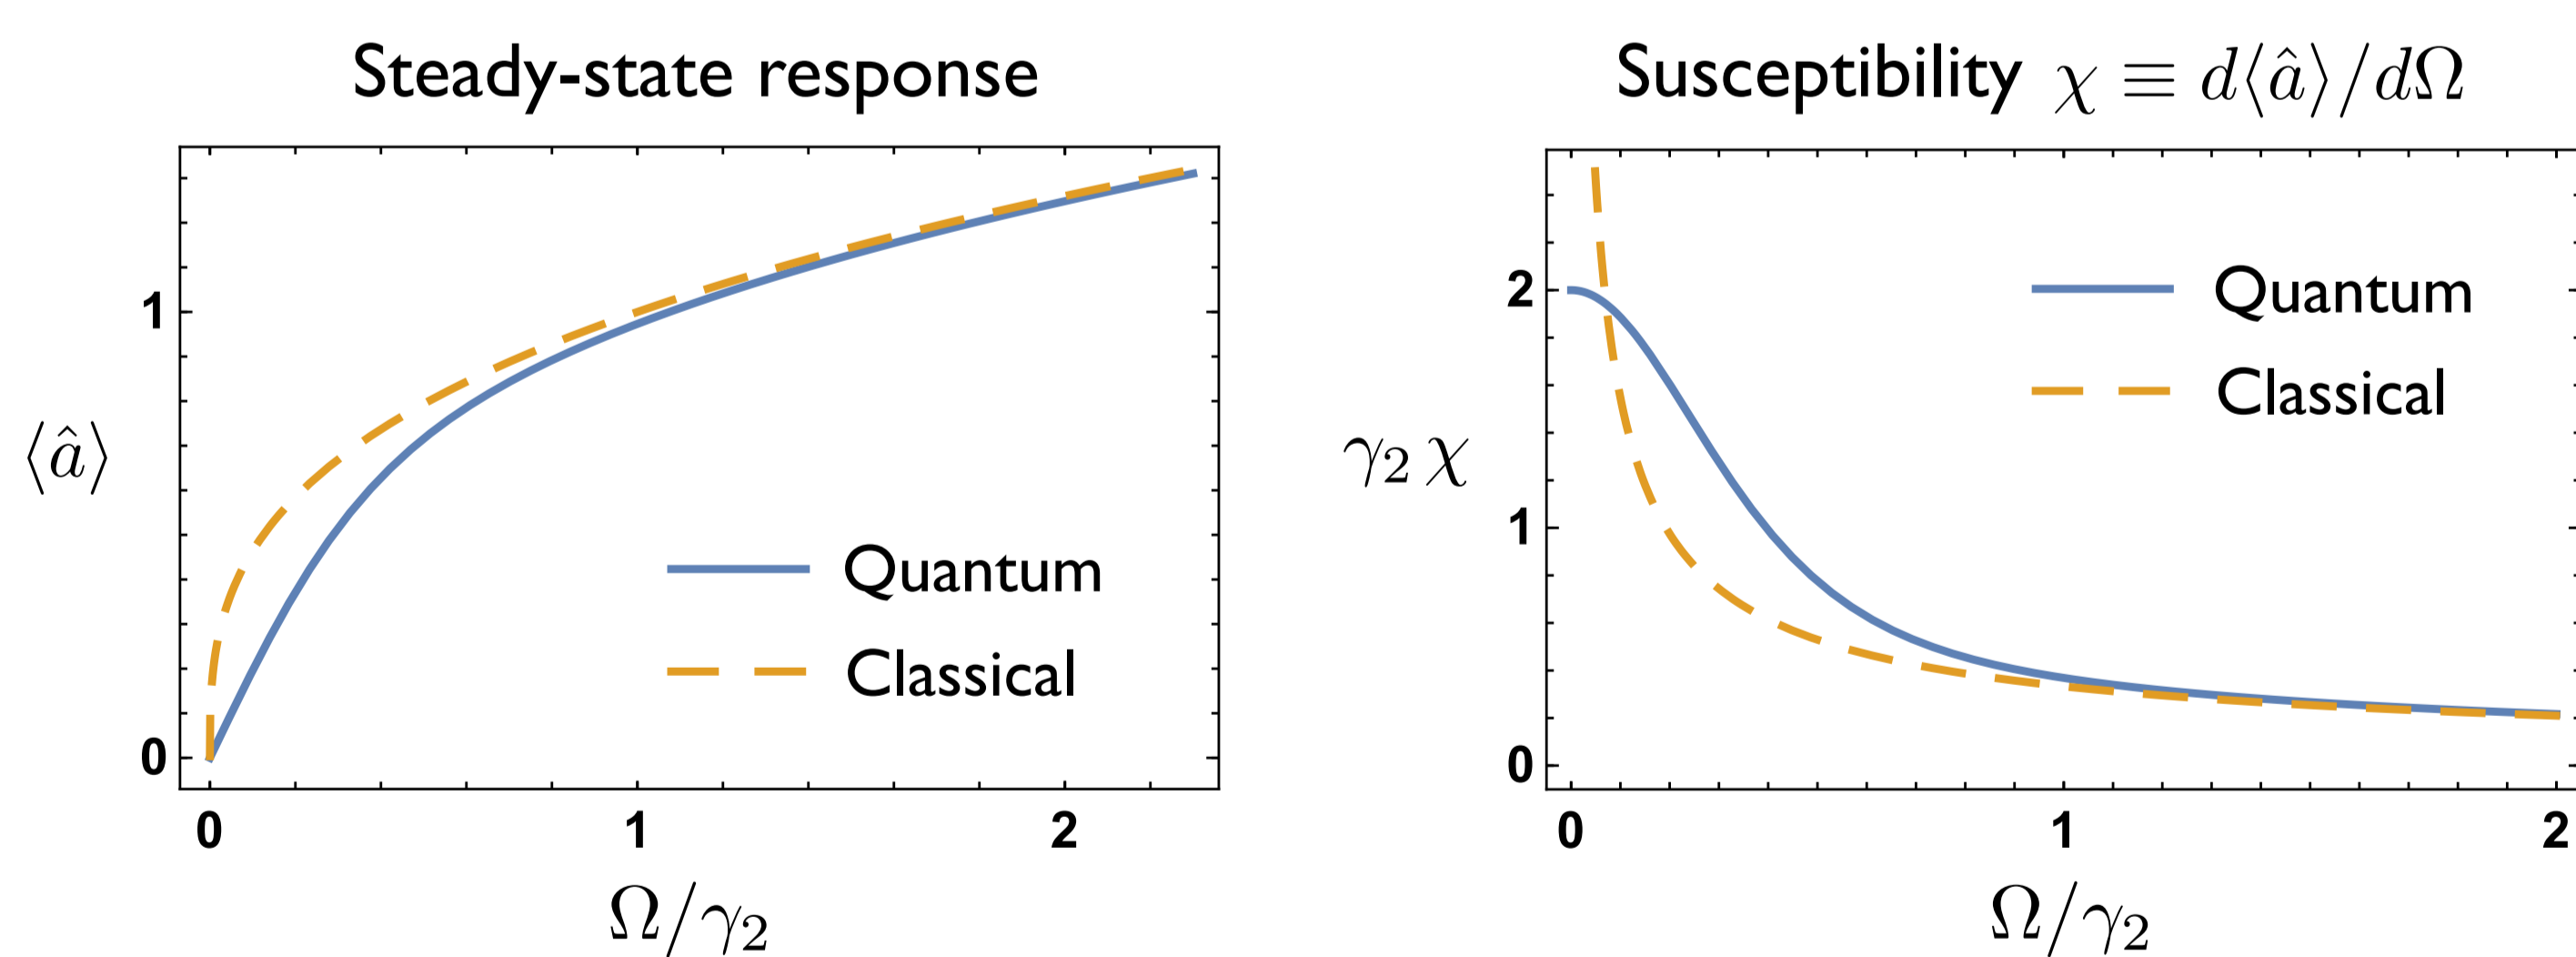 Steady-state response
1
0
⟨â⟩
0 1 2
Ω/γ₂
Quantum
Classical
Susceptibility χ ≡ d⟨â⟩/dΩ
2
1
0
γ₂ χ
0 1 2
Ω/γ₂
Quantum
Classical